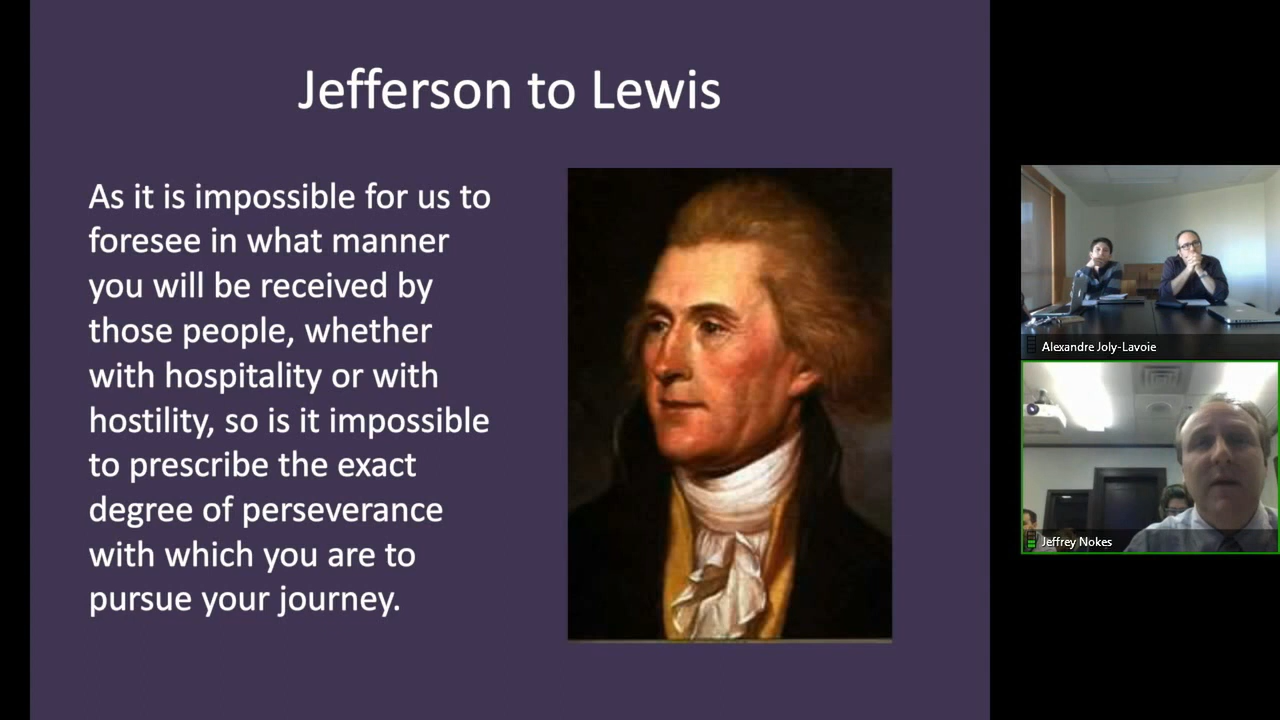 Jefferson to Lewis
As it is impossible for us to
foresee in what manner
you will be received by
those people, whether
with hospitality or with
hostility, so is it impossible
to prescribe the exact
degree of perseverance
with which you are to
pursue your journey.
Alexandre Joly-Lavoie
Jeffrey Nokes